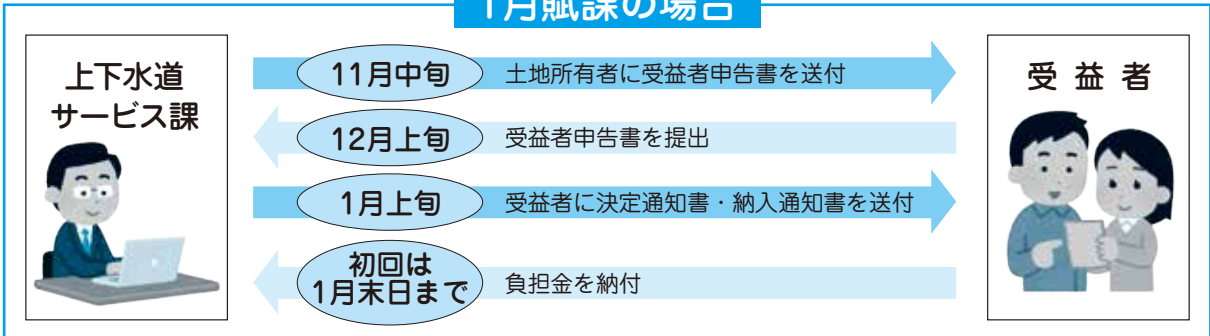 1月賦課の場合
上下水道
サービス課
11月中旬
土地所有者に受益者申告書を送付
12月上旬
受益者申告書を提出
1月上旬
受益者に決定通知書・納入通知書を送付
初回は
1月末日まで
負担金を納付
受益者